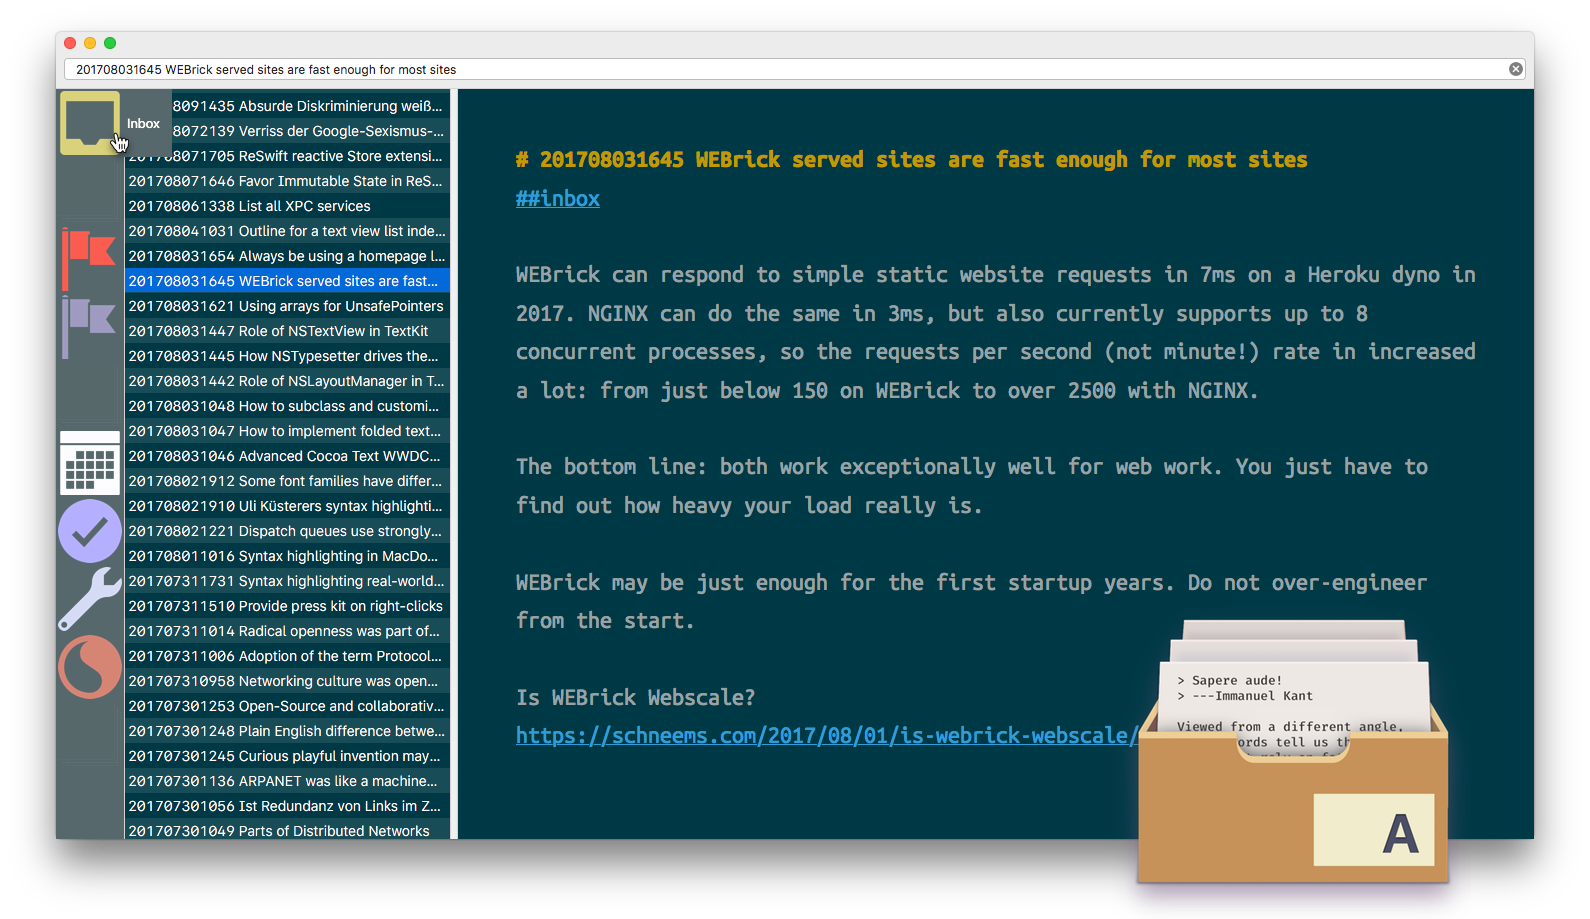 201708031645 WEBrick served sites are fast enough for most sites
Inbox
8091435 Absurde Diskriminierung weiß...
8072139 Verriss der Google-Sexismus-...
08071705 ReSwift reactive Store extensi...
201708071646 Favor Immutable State in ReS...
201708061338 List all XPC services
201708041031 Outline for a text view list inde...
201708031654 Always be using a homepage l...
201708031645 WEBrick served sites are fast...
201708031621 Using arrays for UnsafePointers
201708031447 Role of NSTextView in TextKit
201708031445 How NSTypesetter drives the...
201708031442 Role of NSLayoutManager in T...
201708031048 How to subclass and customi...
201708031047 How to implement folded text...
201708031046 Advanced Cocoa Text WWDC...
201708021912 Some font families have differ...
201708021910 Uli Küsterers syntax highlighti...
201708021221 Dispatch queues use strongly...
201708011016 Syntax highlighting in MacDo...
201707311731 Syntax highlighting real-world...
201707311510 Provide press kit on right-clicks
201707311014 Radical openness was part of...
201707311006 Adoption of the term Protocol...
201707310958 Networking culture was open...
201707301253 Open-Source and collaborativ...
201707301248 Plain English difference betwe...
201707301245 Curious playful invention may...
201707301136 ARPANET was like a machine...
201707301056 Ist Redundanz von Links im Z...
201707301049 Parts of Distributed Networks
# 201708031645 WEBrick served sites are fast enough for most sites
##inbox
WEBrick can respond to simple static website requests in 7ms on a Heroku dyno in
2017. NGINX can do the same in 3ms, but also currently supports up to 8
concurrent processes, so the requests per second (not minute!) rate in increased
a lot: from just below 150 on WEBrick to over 2500 with NGINX.
The bottom line: both work exceptionally well for web work. You just have to
find out how heavy your load really is.
WEBrick may be just enough for the first startup years. Do not over-engineer
from the start.
Is WEBrick Webscale?
https://schneems.com/2017/08/01/is-webrick-webscale/
> Sapere aude!
> ---Immanuel Kant
Viewed from a different angle,
ords tell us th
A